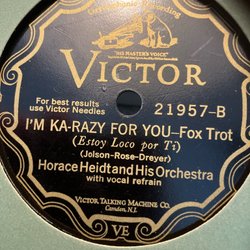 Orthophonic Recording
"HIS MASTER'S VOICE"
VICTOR
For best results
use Victor Needles
21957-B
I'M KA-RAZY FOR YOU—Fox Trot
(Estoy Loco por Ti)
(Jolson-Rose-Dreyer)
Horace Heidt and His Orchestra
with vocal refrain
VICTOR TALKING MACHINE CO.
Camden, N.J.
VE